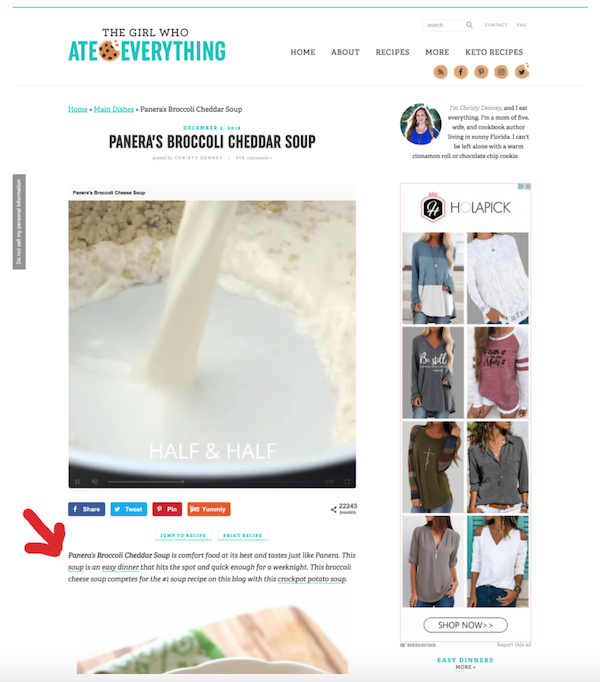 THE GIRL WHO
ATE EVERYTHING
search
CONTACT
FAQ
HOME
ABOUT
RECIPES
MORE
KETO RECIPES
Home » Main Dishes » Panera's Broccoli Cheddar Soup
DECEMBER 3, 2018
PANERA'S BROCCOLI CHEDDAR SOUP
posted by CHRISTY DENNEY
comments »
I'm Christy Denney, and I eat
everything. I'm a mom of five,
wife, and cookbook author
living in sunny Florida. I can't
be left alone with a warm
cinnamon roll or chocolate chip cookie.
Do not sell my personal information
Panera's Broccoli Cheese Soup
HALF & HALF
HOLAPICK
Be still
SHOP NOW>>
MEDIAVINE
Report this ad
Share
Tweet
Pin
Yummly
22243
SHARES
JUMP TO RECIPE
PRINT RECIPE
Panera's Broccoli Cheddar Soup is comfort food at its best and tastes just like Panera. This
soup is an easy dinner that hits the spot and quick enough for a weeknight. This broccoli
cheese soup competes for the #1 soup recipe on this blog with this crockpot potato soup.
EASY DINNERS
MORE »